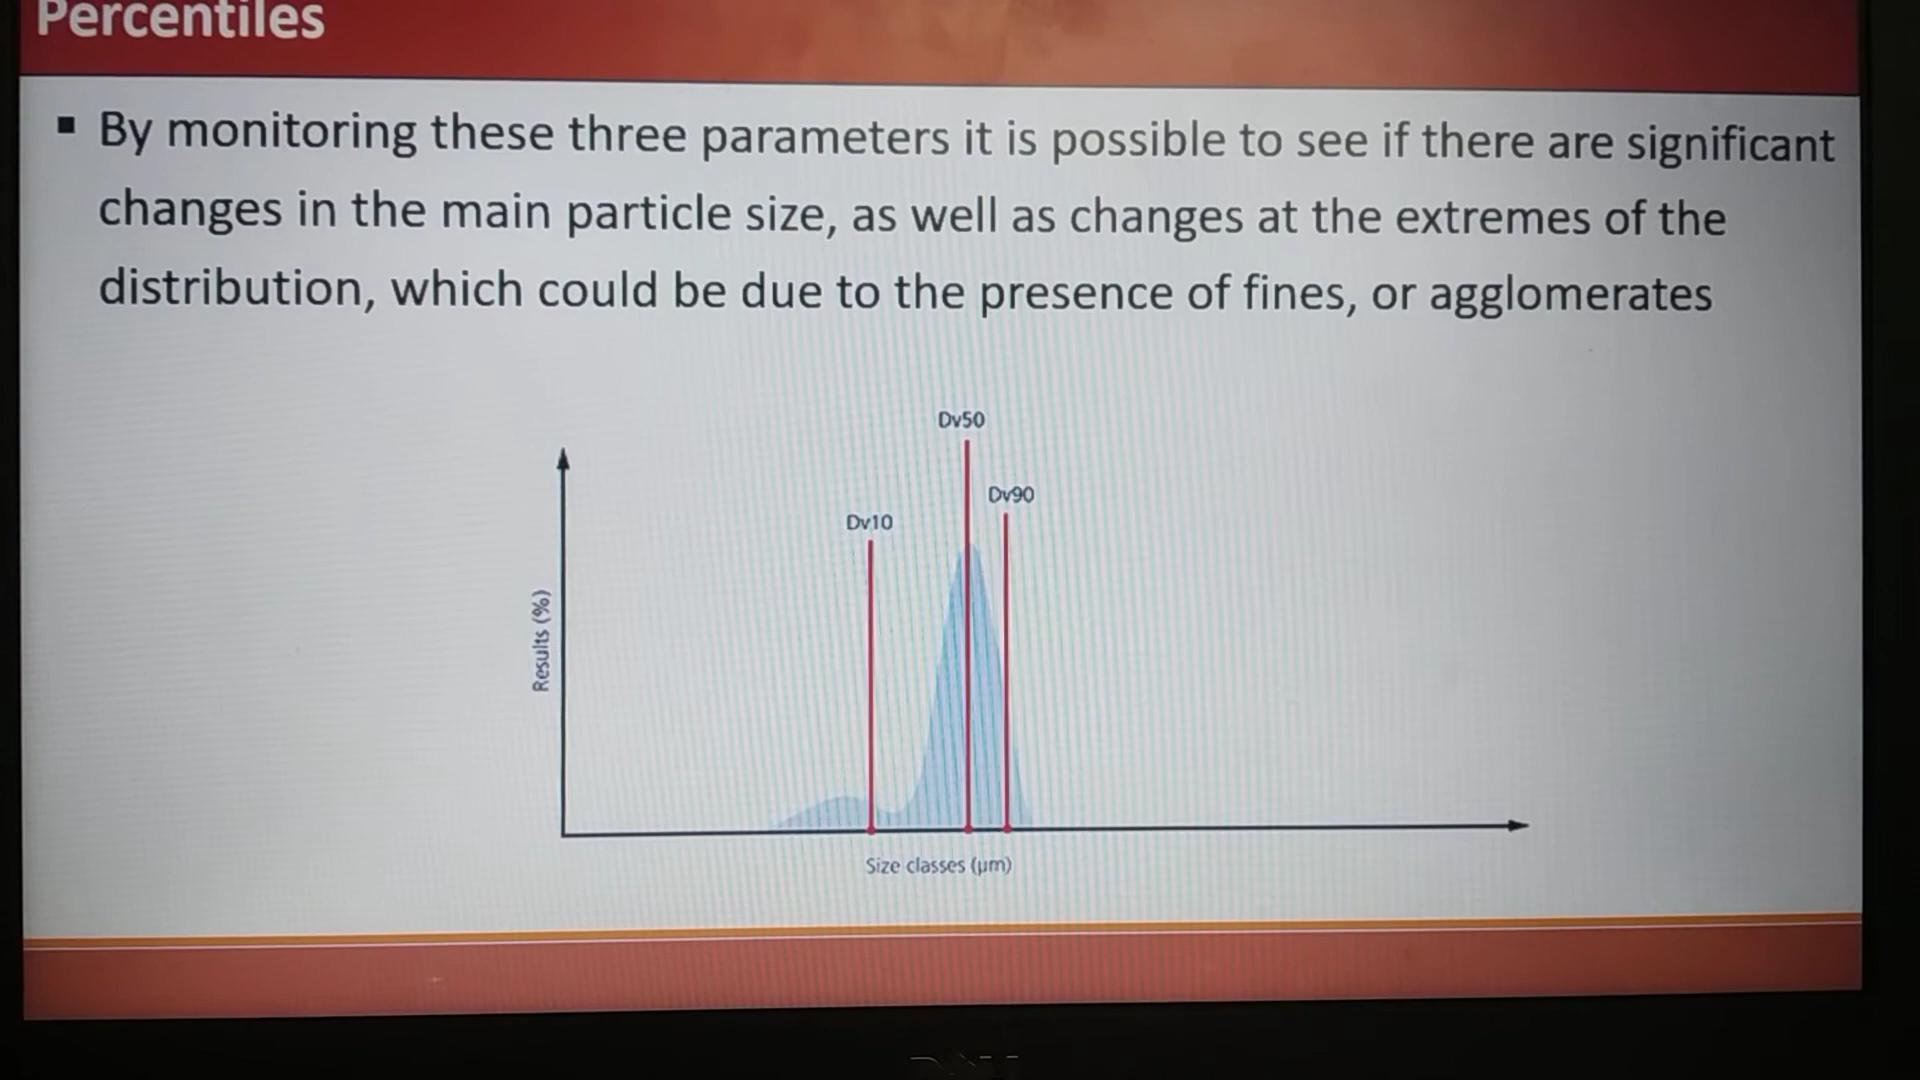 Percentiles
▪ By monitoring these three parameters it is possible to see if there are significant
changes in the main particle size, as well as changes at the extremes of the
distribution, which could be due to the presence of fines, or agglomerates
Dv50
Dv90
Dv10
Results (%)
Size classes (µm)